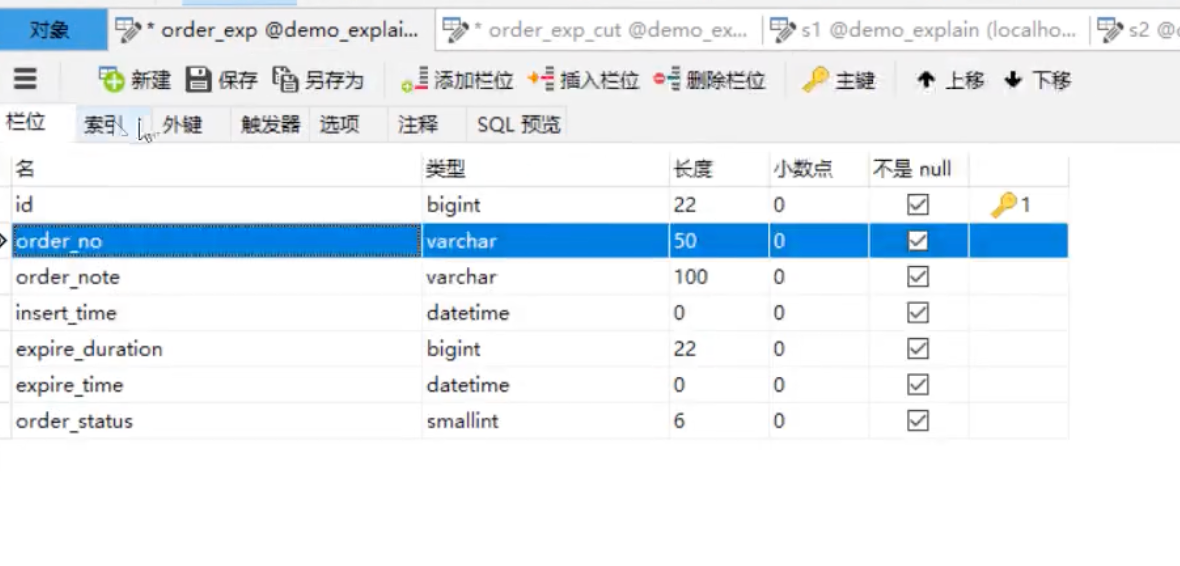 对象 * order_exp @demo_explai... * order_exp_cut @demo_ex... s1 @demo_explain (localho... s2 @
新建 保存 另存为 添加栏位 插入栏位 删除栏位 主键 上移 下移
栏位 索引 外键 触发器 选项 注释 SQL 预览
名 类型 长度 小数点 不是 null
id bigint 22 0 1
order_no varchar 50 0
order_note varchar 100 0
insert_time datetime 0 0
expire_duration bigint 22 0
expire_time datetime 0 0
order_status smallint 6 0